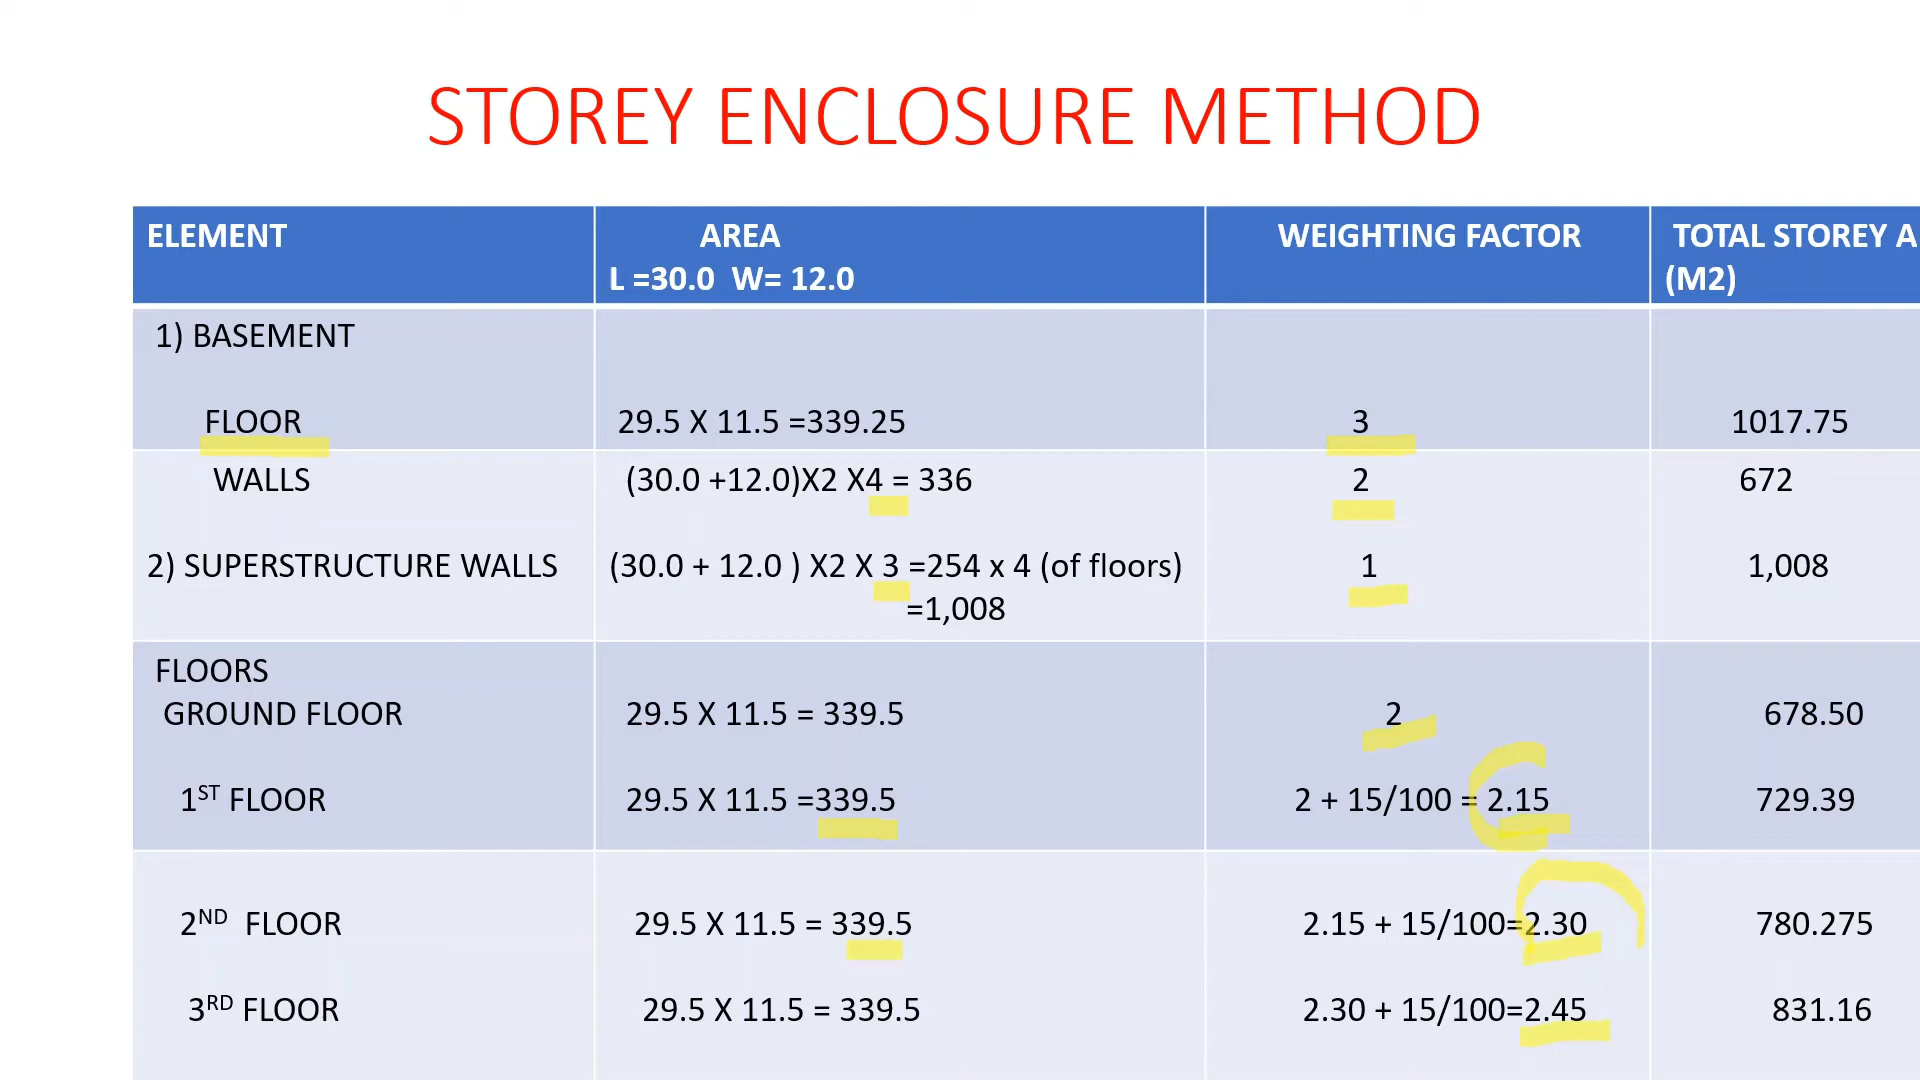 STOREY ENCLOSURE METHOD
ELEMENT
AREA
L =30.0 W= 12.0
WEIGHTING FACTOR
TOTAL STOREY A
(M2)
1) BASEMENT
FLOOR 29.5 X 11.5 =339.25 3 1017.75
WALLS (30.0 +12.0)X2 X4 = 336 2 672
2) SUPERSTRUCTURE WALLS (30.0 + 12.0 ) X2 X 3 =254 x 4 (of floors) 1 1,008
=1,008
FLOORS
GROUND FLOOR 29.5 X 11.5 = 339.5 2 678.50
1ST FLOOR 29.5 X 11.5 =339.5 2 + 15/100 = 2.15 729.39
2ND FLOOR 29.5 X 11.5 = 339.5 2.15 + 15/100=2.30 780.275
3RD FLOOR 29.5 X 11.5 = 339.5 2.30 + 15/100=2.45 831.16